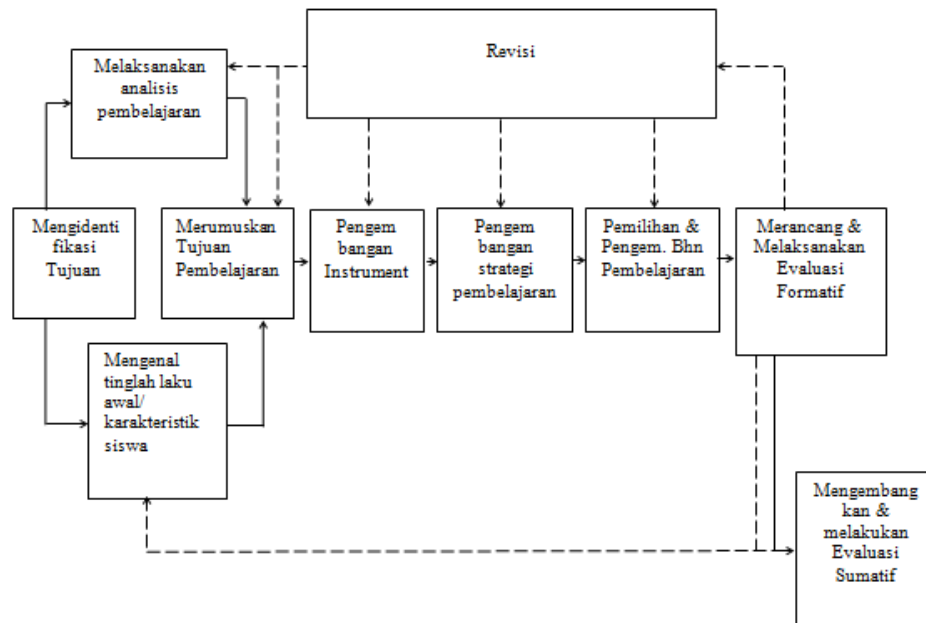 Revisi
Melaksanakan
analisis
pembelajaran
Mengidenti
fikasi
Tujuan
Merumuskan
Tujuan
Pembelajaran
Pengem
bangan
Instrument
Pengem
bangan
strategi
pembelajaran
Pemilihan &
Pengem. Bhn
Pembelajaran
Merancang &
Melaksanakan
Evaluasi
Formatif
Mengenal
tinglah laku
awal/
karakteristik
siswa
Mengembang
kan &
melakukan
Evaluasi
Sumatif